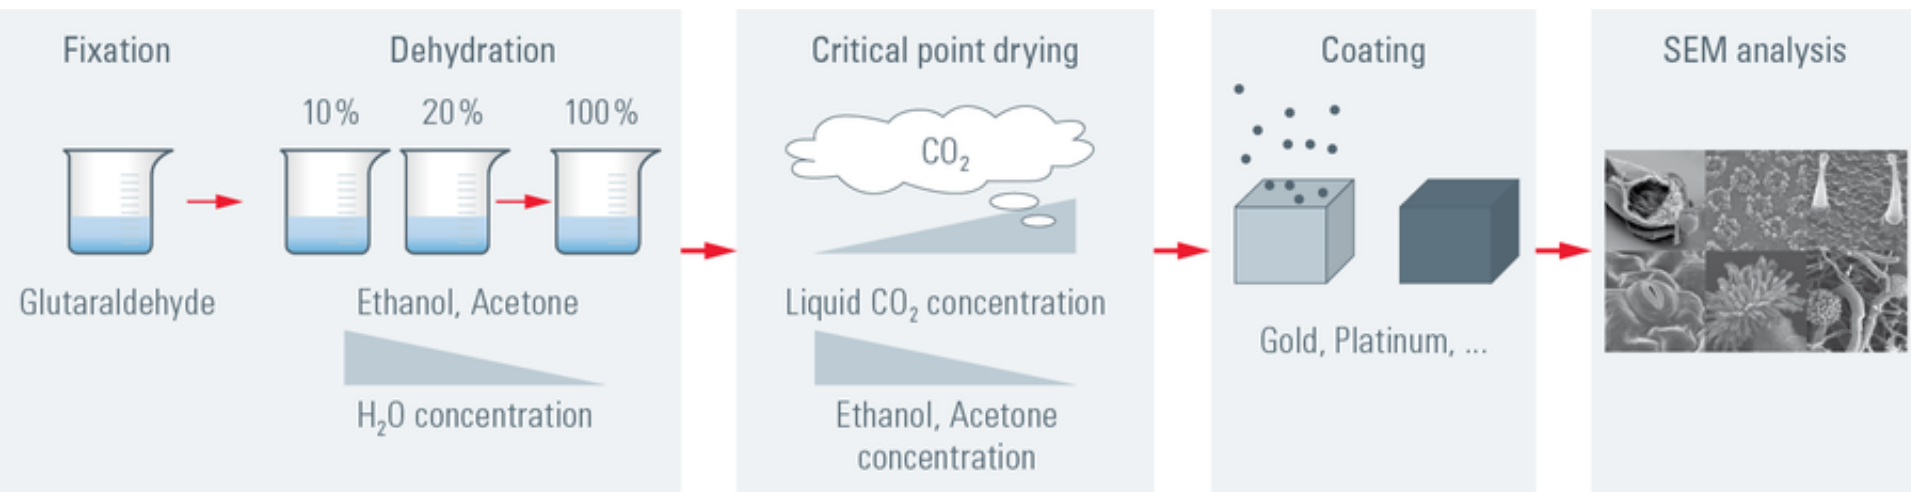 Fixation
Dehydration
10 %
20 %
100 %
Glutaraldehyde
Ethanol, Acetone
H₂O concentration
Critical point drying
CO₂
Liquid CO₂ concentration
Ethanol, Acetone
concentration
Coating
Gold, Platinum, ...
SEM analysis